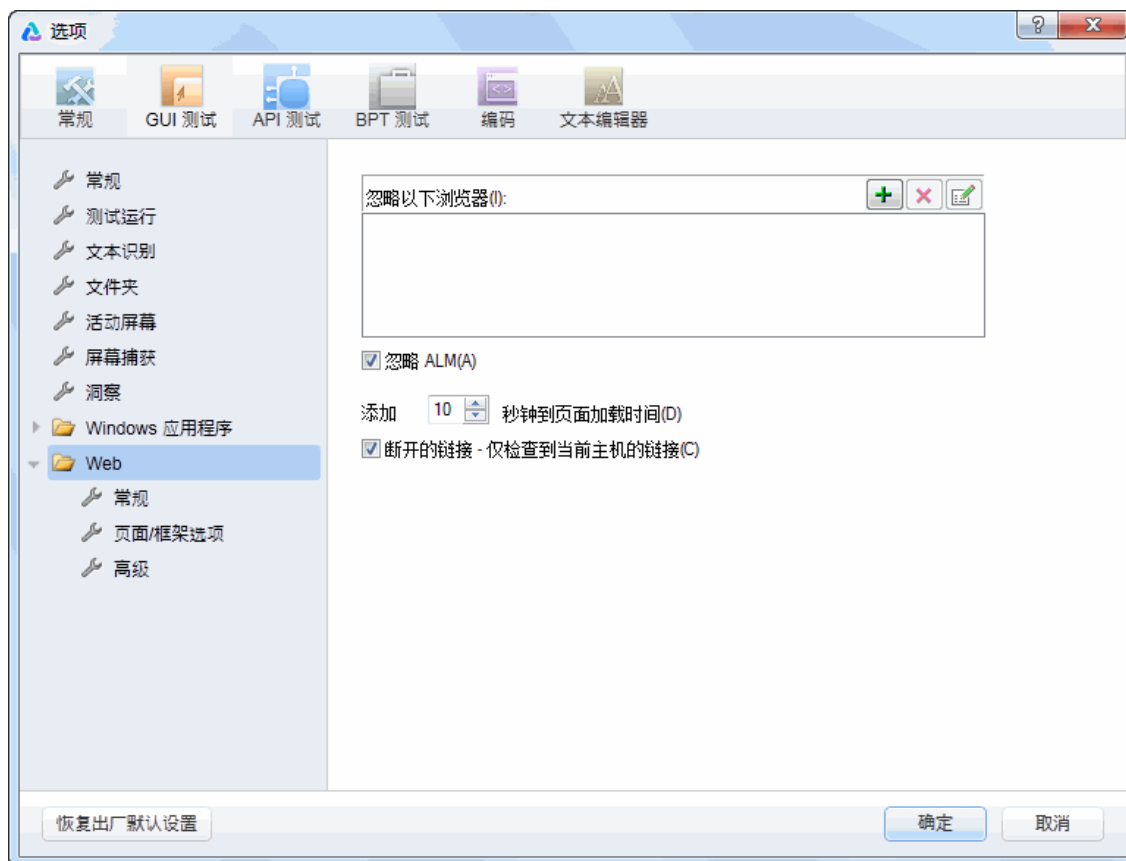 选项
常规
GUI 测试
API 测试
BPT 测试
编码
文本编辑器
常规
测试运行
文本识别
文件夹
活动屏幕
屏幕捕获
洞察
Windows 应用程序
Web
常规
页面/框架选项
高级
忽略以下浏览器(I):
忽略 ALM(A)
添加 10 秒钟到页面加载时间(D)
断开的链接 - 仅检查到当前主机的链接(C)
恢复出厂默认设置
确定
取消